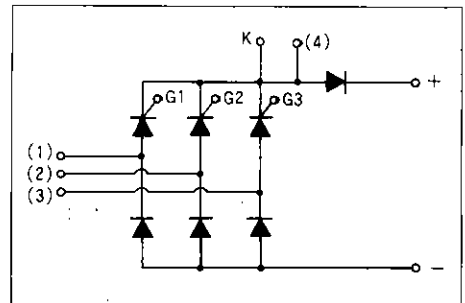 K (4)
+
G1 G2 G3
(1)
(2)
(3)
-